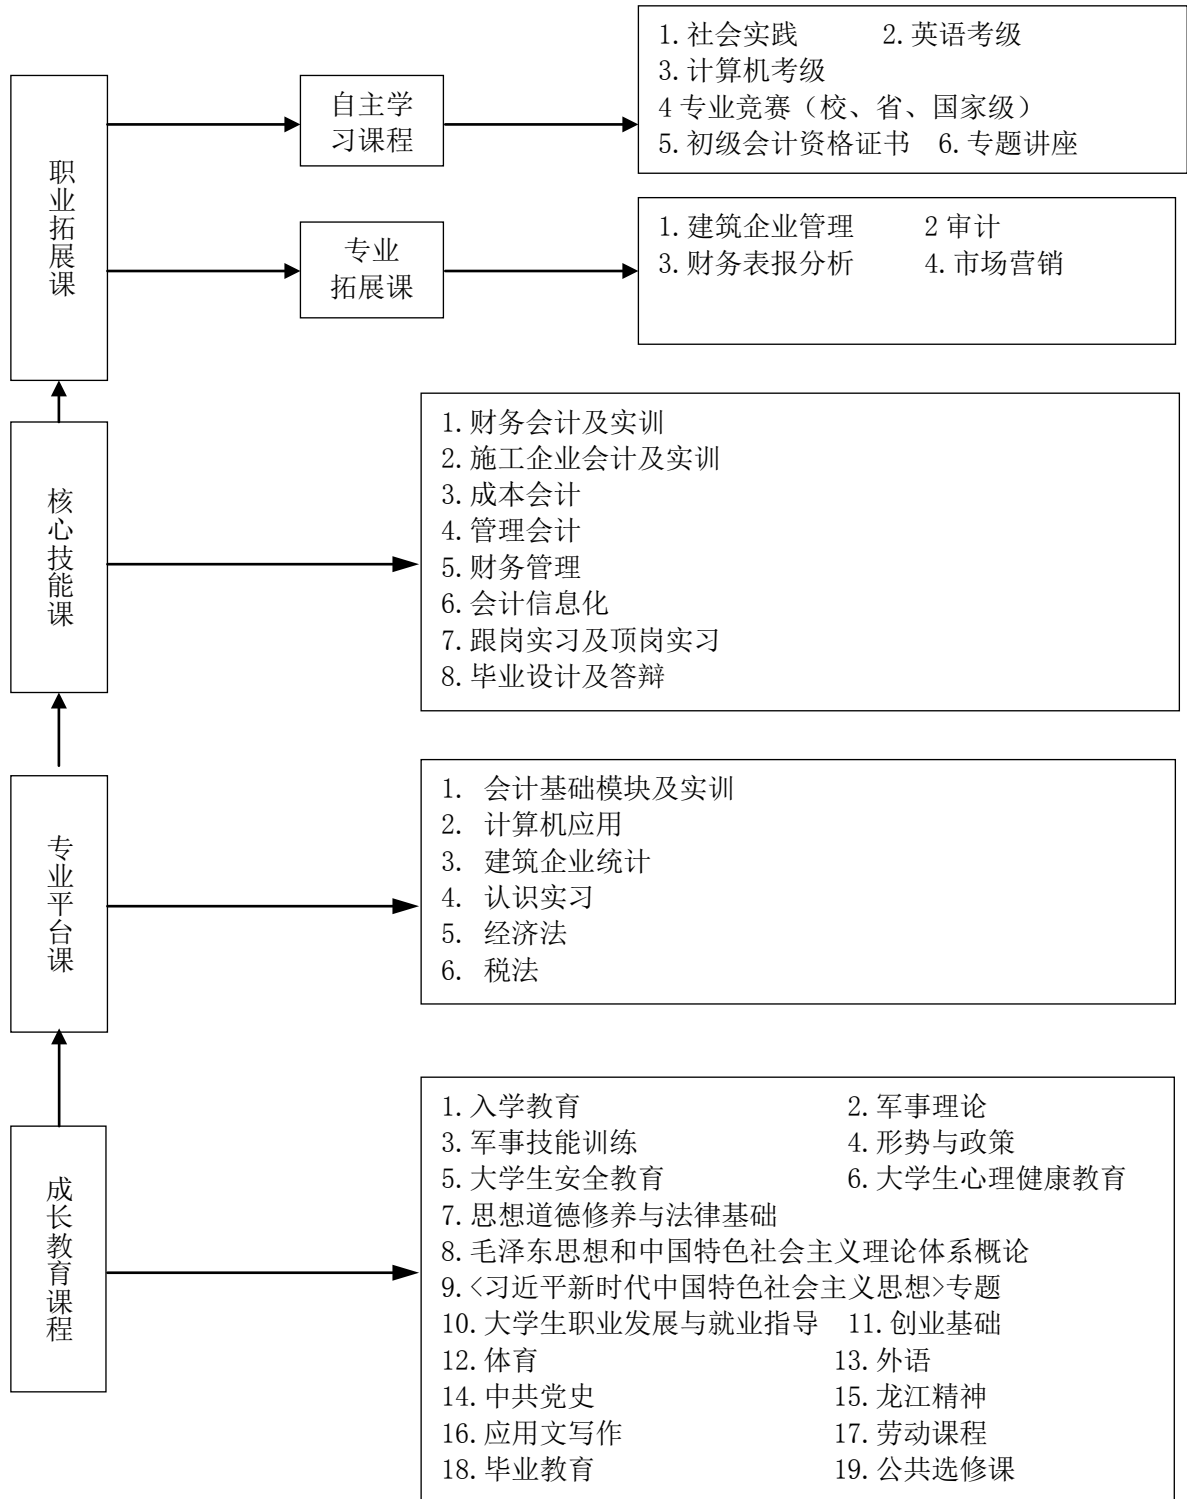 职业拓展课
自主学
习课程
1.社会实践 2.英语考级
3.计算机考级
4 专业竞赛（校、省、国家级）
5.初级会计资格证书 6.专题讲座
专业
拓展课
1.建筑企业管理 2 审计
3.财务表报分析 4.市场营销
核心技能课
1.财务会计及实训
2.施工企业会计及实训
3.成本会计
4.管理会计
5.财务管理
6.会计信息化
7.跟岗实习及顶岗实习
8.毕业设计及答辩
专业平台课
1. 会计基础模块及实训
2. 计算机应用
3. 建筑企业统计
4. 认识实习
5. 经济法
6. 税法
成长教育课程
1.入学教育 2.军事理论
3.军事技能训练 4.形势与政策
5.大学生安全教育 6.大学生心理健康教育
7.思想道德修养与法律基础
8.毛泽东思想和中国特色社会主义理论体系概论
9.<习近平新时代中国特色社会主义思想>专题
10.大学生职业发展与就业指导 11.创业基础
12.体育 13.外语
14.中共党史 15.龙江精神
16.应用文写作 17.劳动课程
18.毕业教育 19.公共选修课